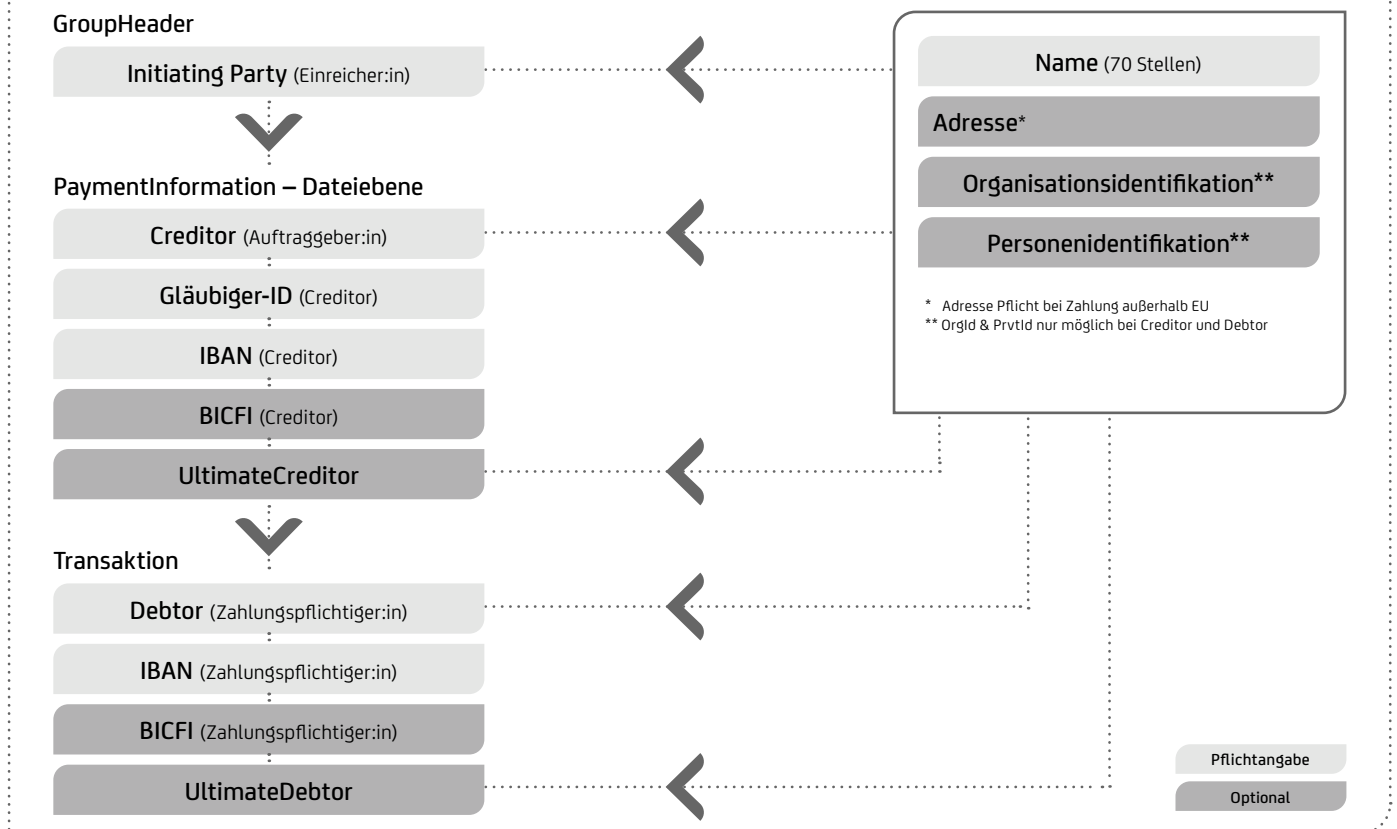 GroupHeader
Initiating Party (Einreicher:in)
PaymentInformation – Dateiebene
Creditor (Auftraggeber:in)
Gläubiger-ID (Creditor)
IBAN (Creditor)
BICFI (Creditor)
UltimateCreditor
Transaktion
Debtor (Zahlungspflichtiger:in)
IBAN (Zahlungspflichtiger:in)
BICFI (Zahlungspflichtiger:in)
UltimateDebtor
Name (70 Stellen)
Adresse*
Organisationsidentifikation**
Personenidentifikation**
* Adresse Pflicht bei Zahlung außerhalb EU
** OrgId & PrvtId nur möglich bei Creditor und Debtor
Pflichtangabe
Optional